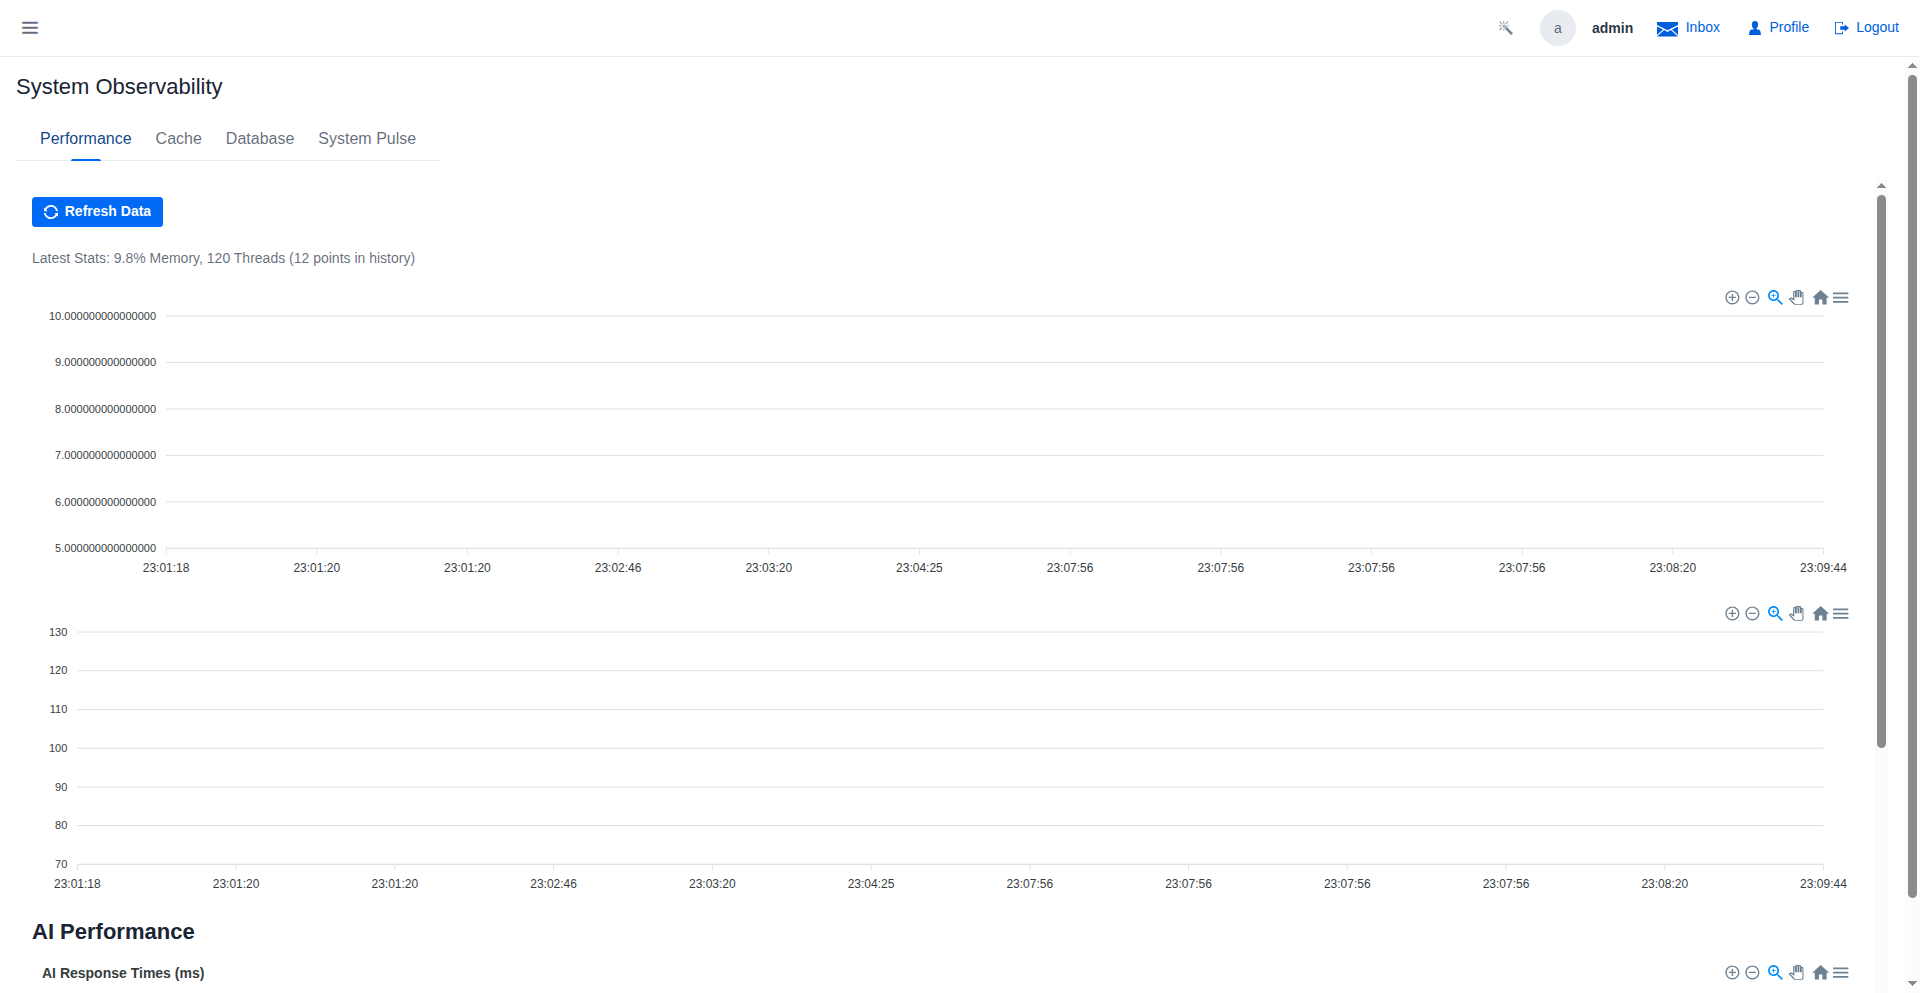 a admin Inbox Profile Logout
System Observability
Performance Cache Database System Pulse
Refresh Data
Latest Stats: 9.8% Memory, 120 Threads (12 points in history)
10.000000000000000
9.000000000000000
8.000000000000000
7.000000000000000
6.000000000000000
5.000000000000000
23:01:18 23:01:20 23:01:20 23:02:46 23:03:20 23:04:25 23:07:56 23:07:56 23:07:56 23:07:56 23:08:20 23:09:44
130
120
110
100
90
80
70
23:01:18 23:01:20 23:01:20 23:02:46 23:03:20 23:04:25 23:07:56 23:07:56 23:07:56 23:07:56 23:08:20 23:09:44
AI Performance
AI Response Times (ms)